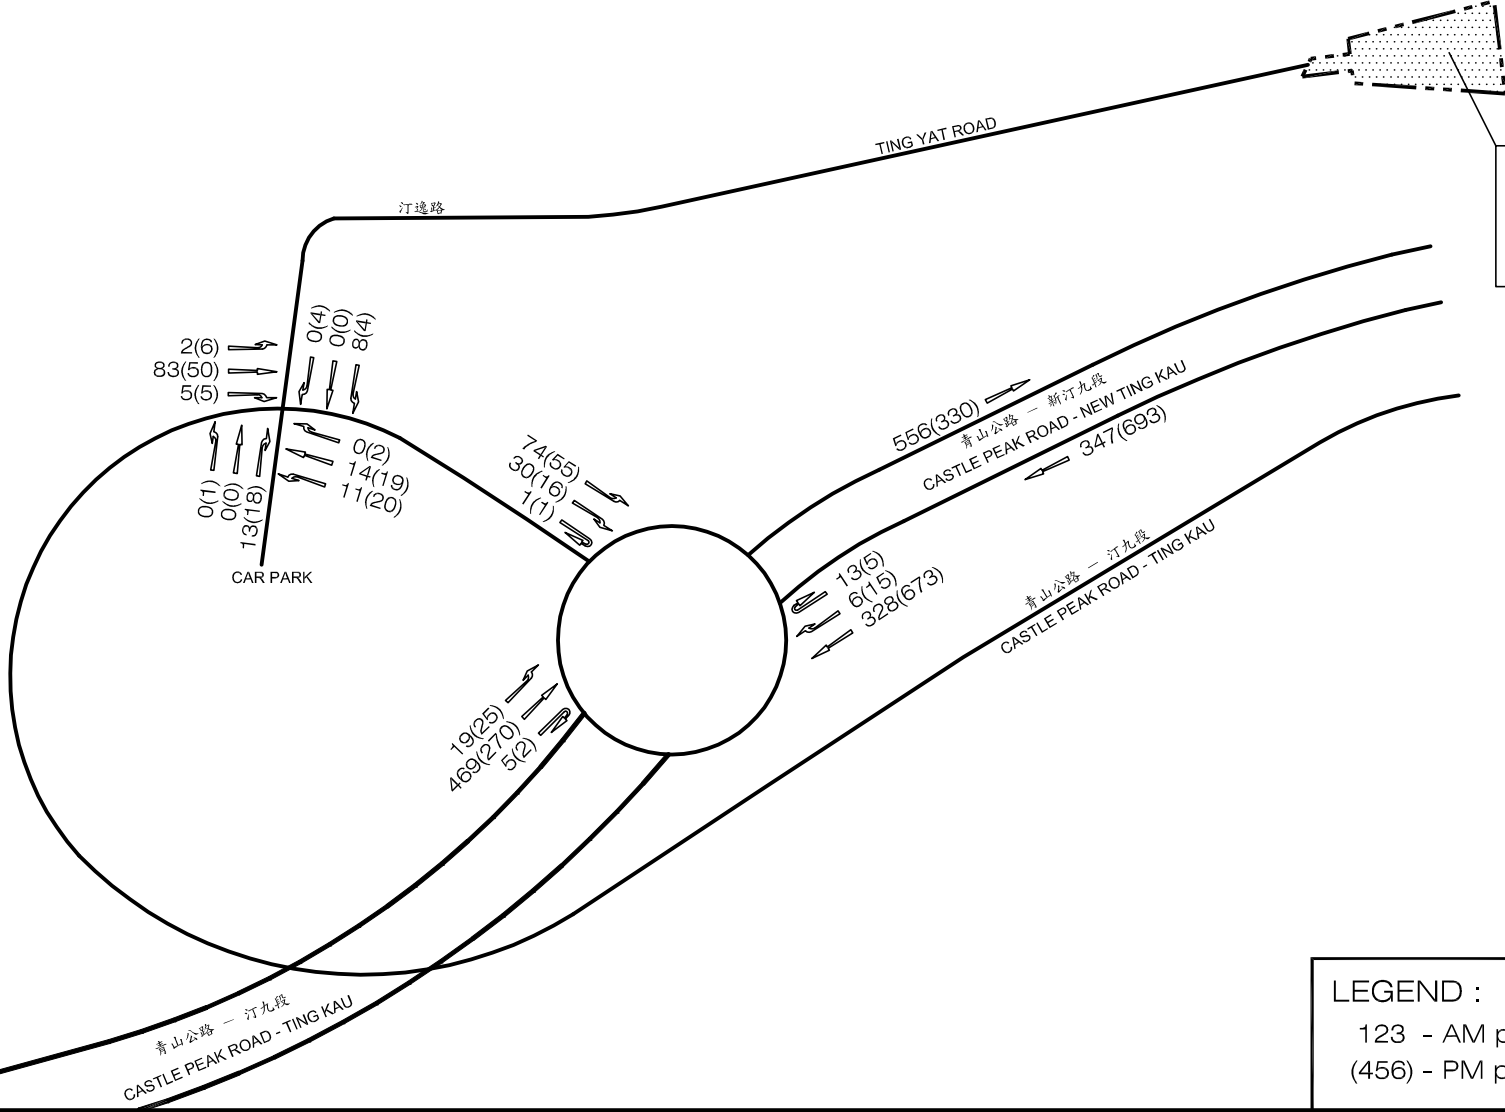 TING YAT ROAD
汀逸路
0(4)
0(0)
8(4)
2(6)
83(50)
5(5)
0(1)
0(0)
13(18)
0(2)
14(19)
11(20)
CAR PARK
74(55)
30(16)
1(1)
556(330)
青山公路 － 新汀九段
CASTLE PEAK ROAD - NEW TING KAU
347(693)
13(5)
6(15)
328(673)
青山公路 － 汀九段
CASTLE PEAK ROAD - TING KAU
19(25)
469(270)
5(2)
青山公路 － 汀九段
CASTLE PEAK ROAD - TING KAU
LEGEND :
123 - AM p
(456) - PM p